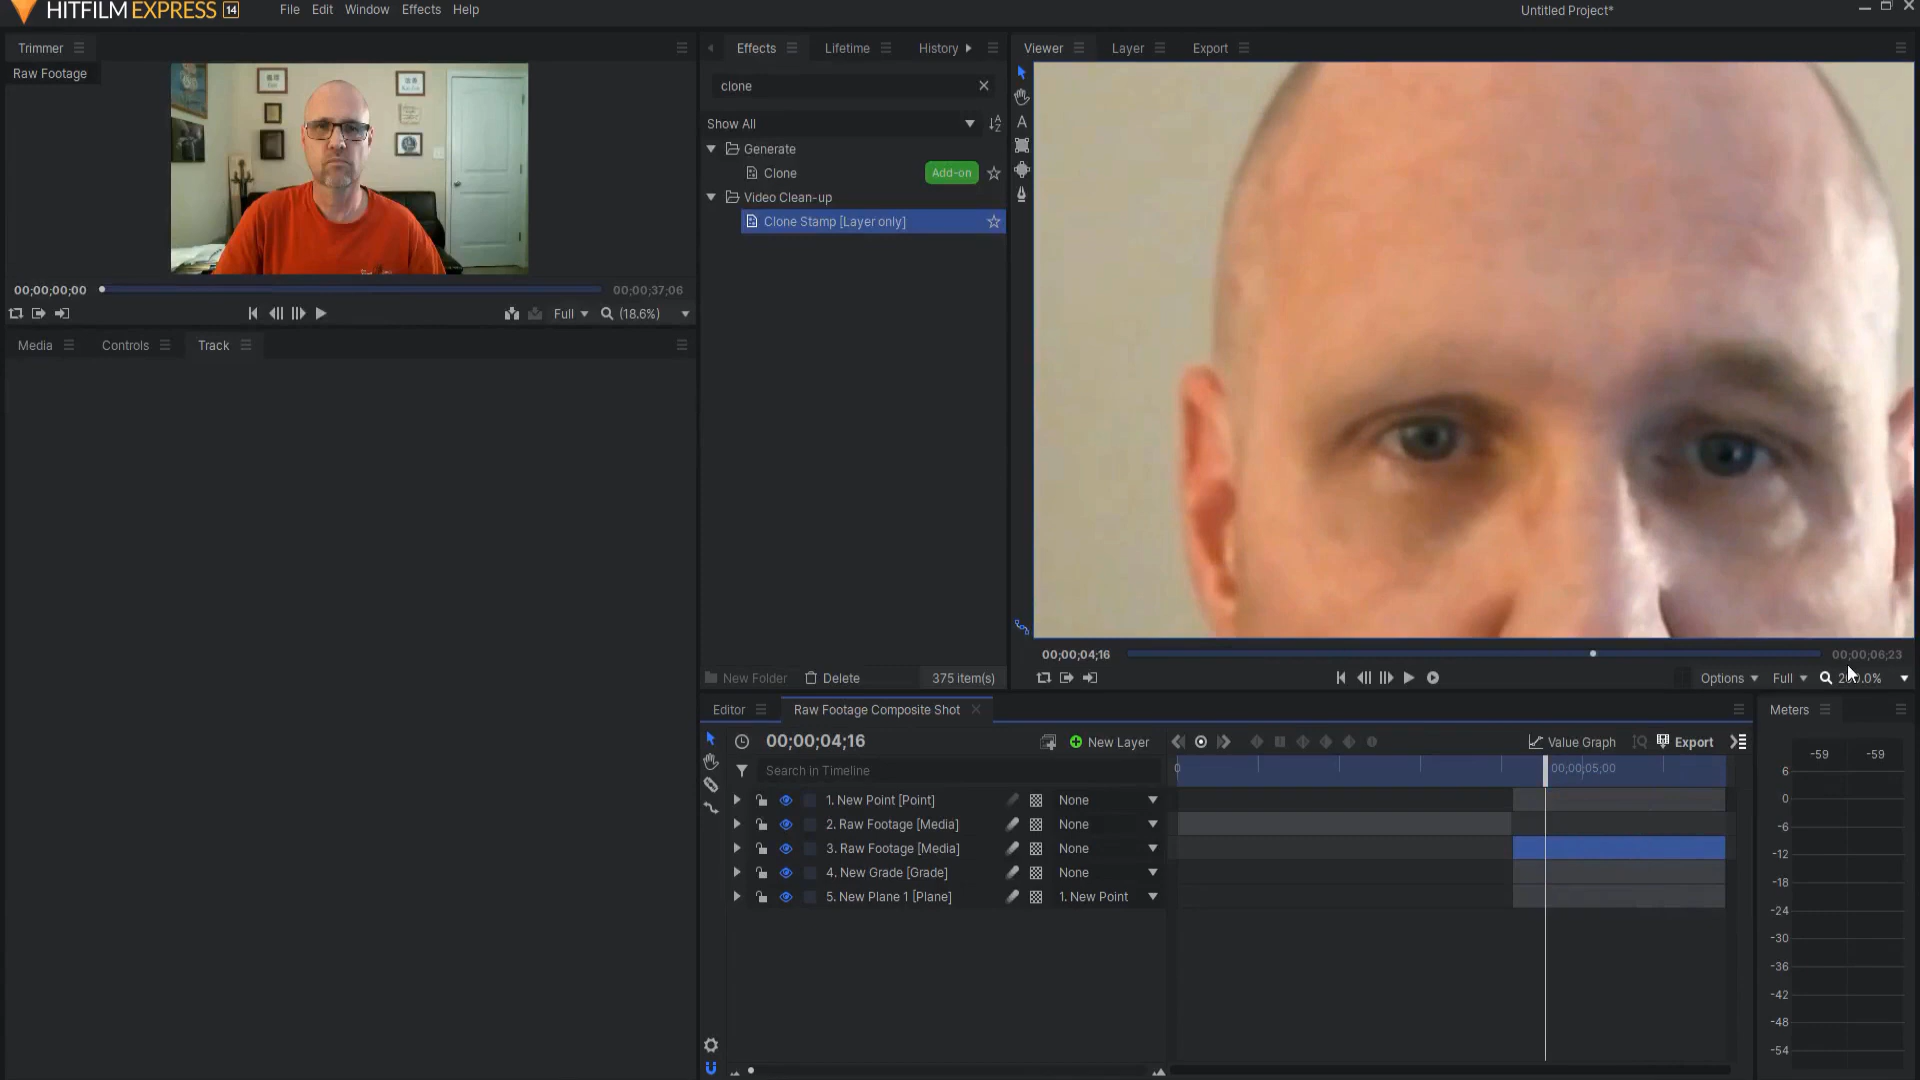 HITFILM EXPRESS 14
File Edit Window Effects Help
Untitled Project*
Trimmer
Raw Footage
00;00;00;00
00;00;37;06
Full
(18.6%)
Media
Controls
Track
Effects
Lifetime
History
clone
Show All
Generate
Clone
Add-on
Video Clean-up
Clone Stamp [Layer only]
New Folder
Delete
375 item(s)
Viewer
Layer
Export
00;00;04;16
00;00;06;23
Options
Full
Editor
Raw Footage Composite Shot
00;00;04;16
New Layer
Value Graph
Export
Search in Timeline
0
00;00;05;00
1. New Point [Point]
None
2. Raw Footage [Media]
None
3. Raw Footage [Media]
None
4. New Grade [Grade]
None
5. New Plane 1 [Plane]
1. New Point
Meters
-59
-59
6
0
-6
-12
-18
-24
-30
-36
-42
-48
-54